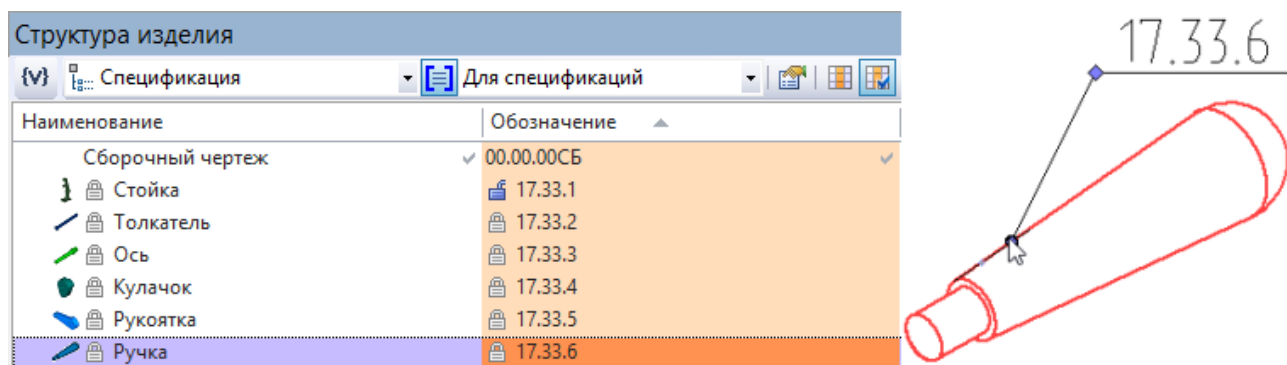 Структура изделия
{v} Спецификация Для спецификаций
Наименование Обозначение
Сборочный чертеж 00.00.00СБ
Стойка 17.33.1
Толкатель 17.33.2
Ось 17.33.3
Кулачок 17.33.4
Рукоятка 17.33.5
Ручка 17.33.6
17.33.6